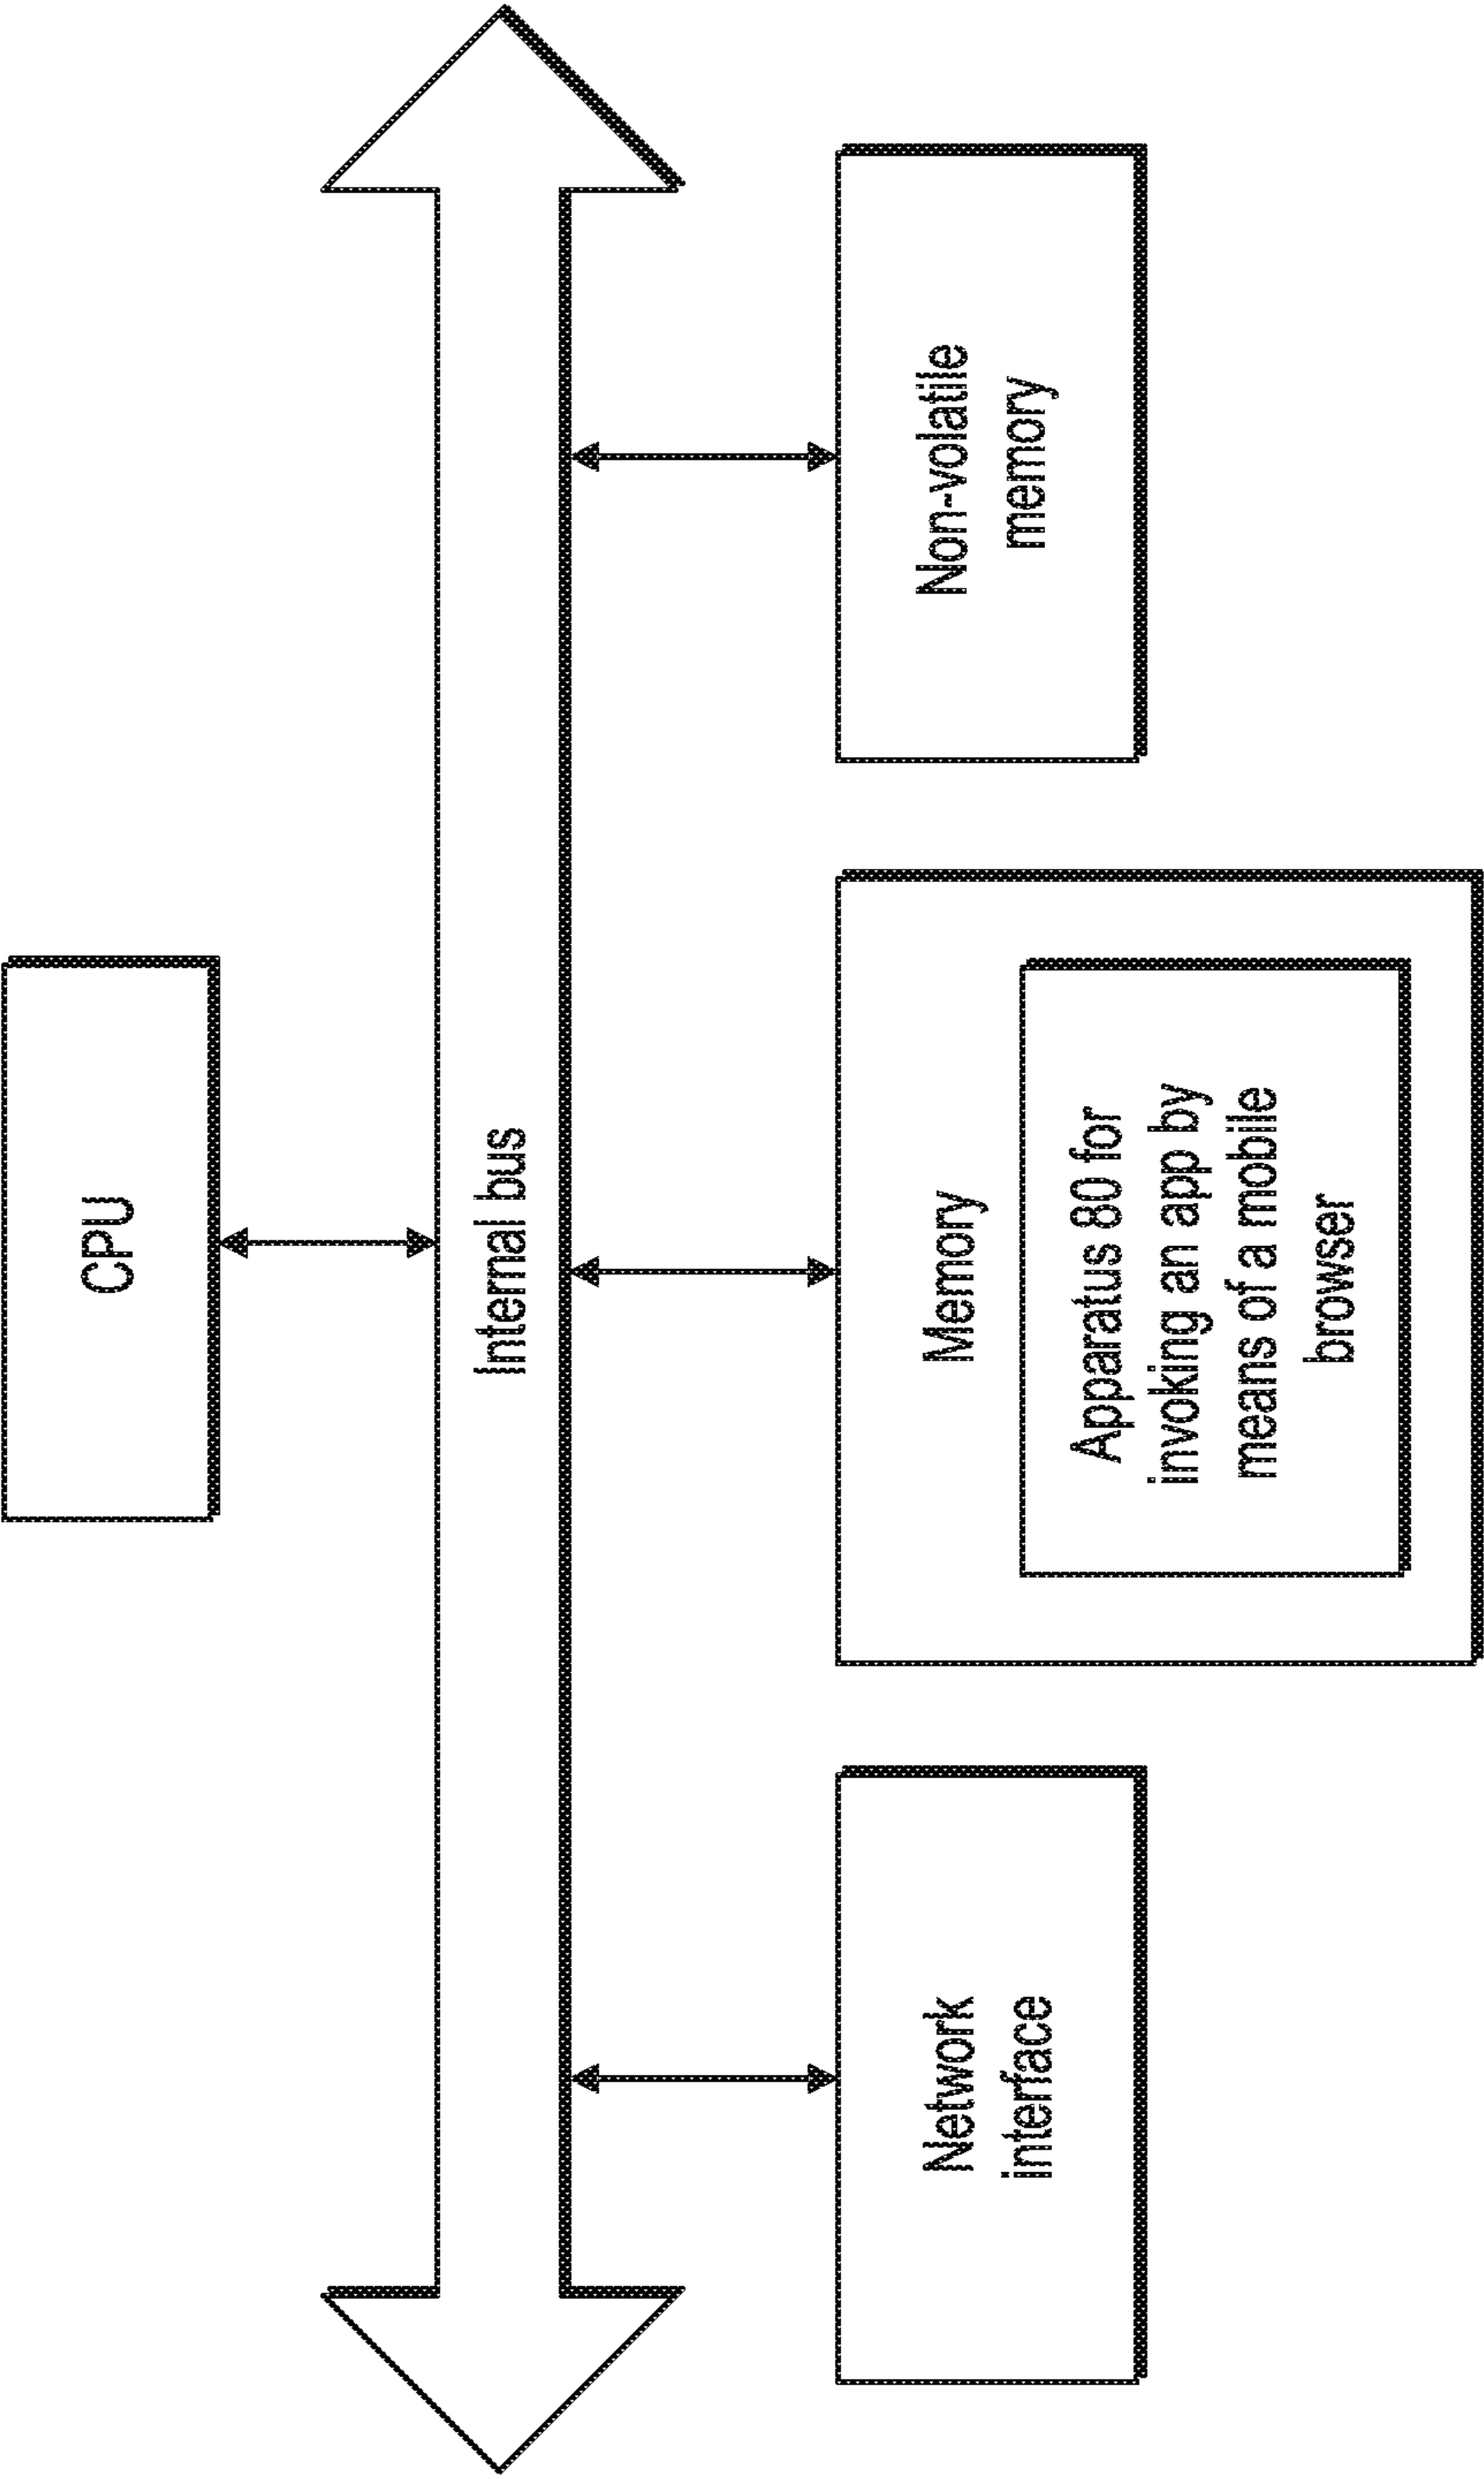 CPU
Internal bus
Network
interface
Memory
Apparatus 80 for
invoking an app by
means of a mobile
browser
Non-volatile
memory